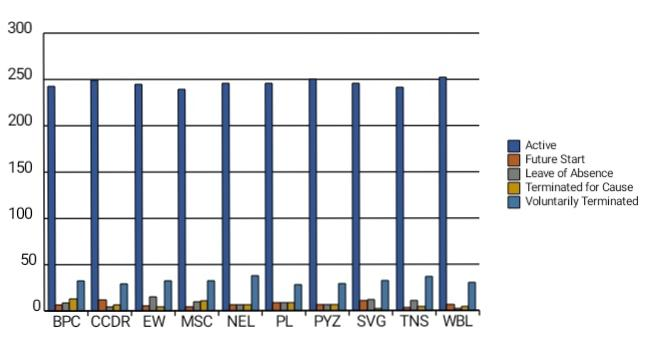 300
250
200
150
100
50
0
BPC CCDR EW MSC NEL PL PYZ SVG TNS WBL
Active
Future Start
Leave of Absence
Terminated for Cause
Voluntarily Terminated